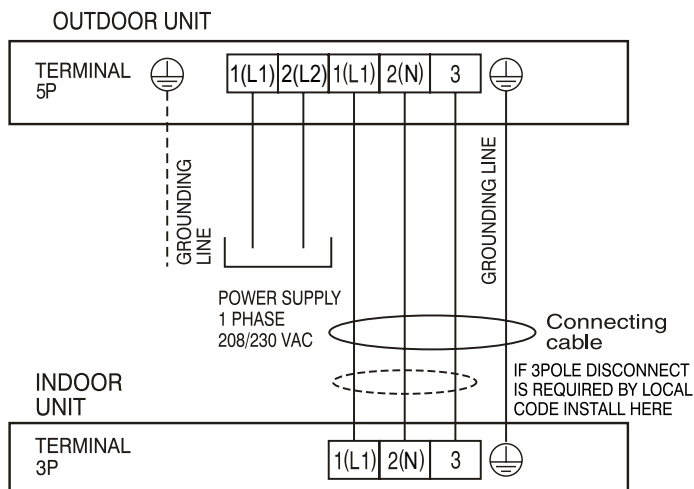 OUTDOOR UNIT
TERMINAL
5P
1(L1) 2(L2) 1(L1) 2(N) 3
GROUNDING
LINE
GROUNDING LINE
POWER SUPPLY
1 PHASE
208/230 VAC
Connecting
cable
IF 3POLE DISCONNECT
IS REQUIRED BY LOCAL
CODE INSTALL HERE
INDOOR
UNIT
TERMINAL
3P
1(L1) 2(N) 3